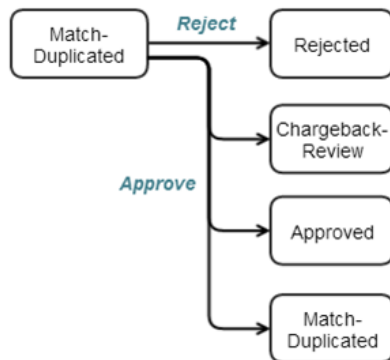 Match-
Duplicated
Reject
Rejected
Chargeback-
Review
Approve
Approved
Match-
Duplicated